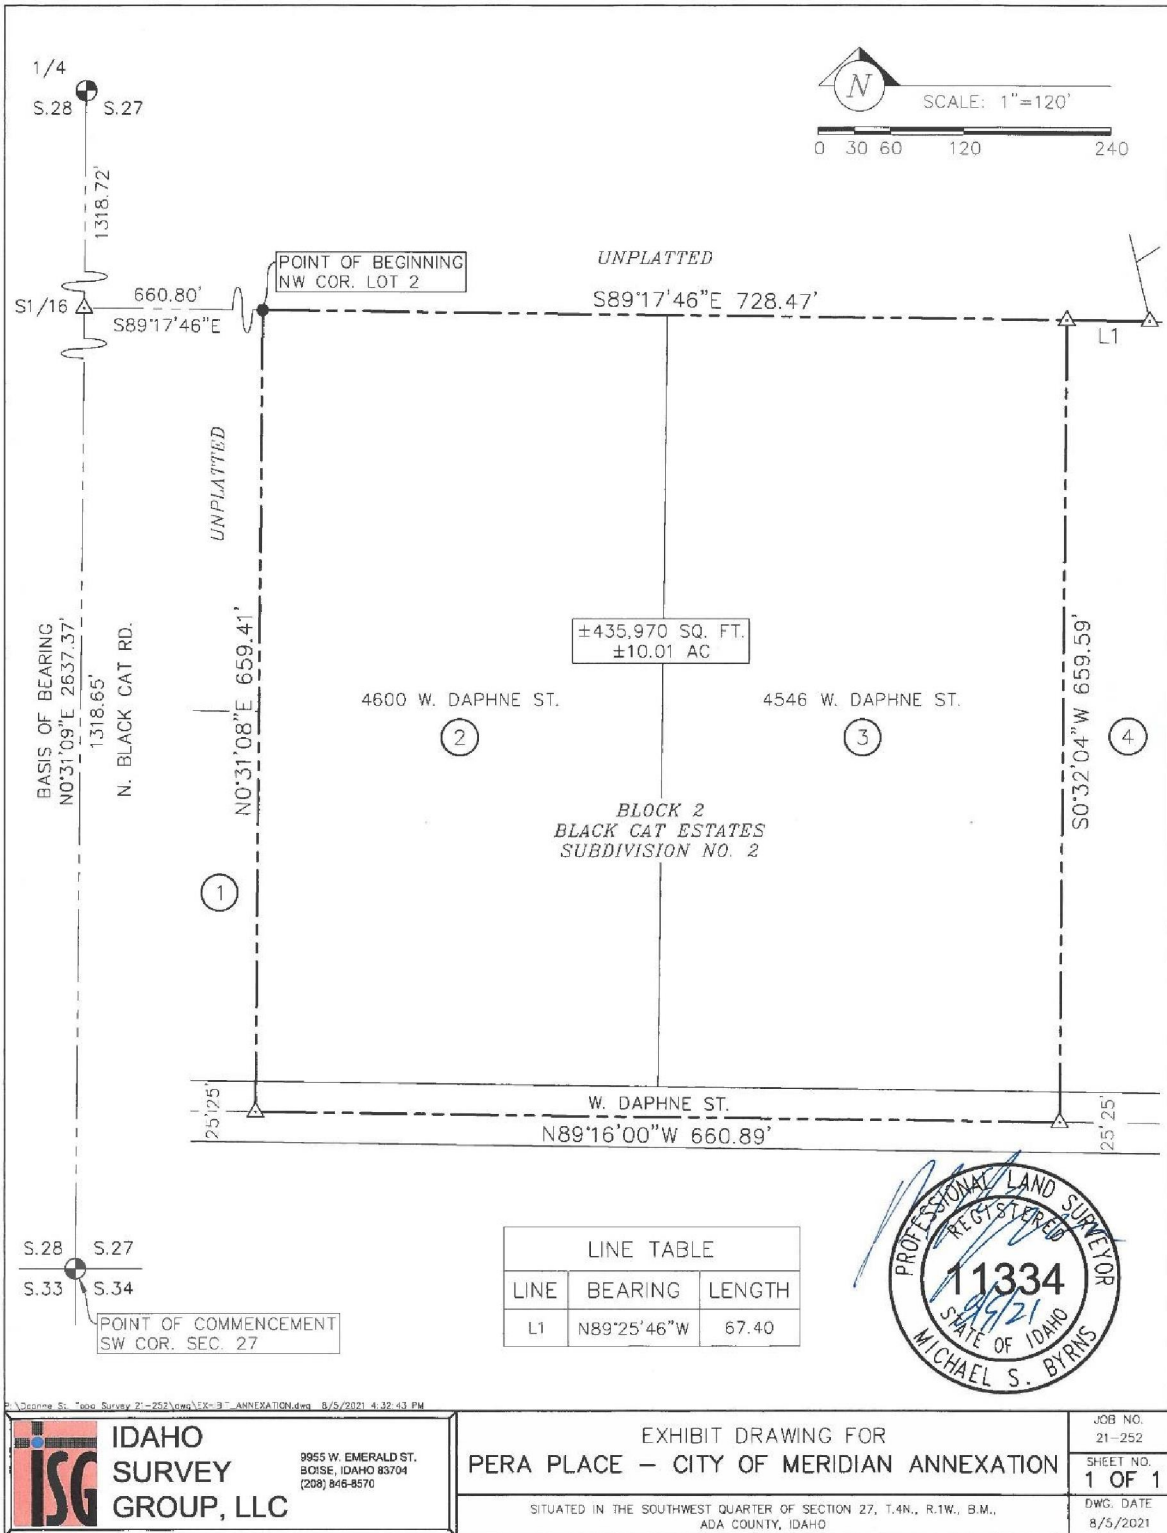 1/4
S.28 S.27
1318.72'
N
SCALE: 1"=120'
0 30 60 120 240
POINT OF BEGINNING
NW COR. LOT 2
UNPLATTED
S89°17'46"E 728.47'
S1/16
660.80'
S89°17'46"E
L1
UNPLATTED
BASIS OF BEARING
N0°31'09"E 2637.37'
1318.65'
N. BLACK CAT RD.
N0°31'08"E 659.41'
±435,970 SQ. FT.
±10.01 AC
S0°32'04"W 659.59'
4600 W. DAPHNE ST.
2
4546 W. DAPHNE ST.
3
4
BLOCK 2
BLACK CAT ESTATES
SUBDIVISION NO. 2
1
25' 25'
W. DAPHNE ST.
N89°16'00"W 660.89'
25' 25'
S.28 S.27
S.33 S.34
POINT OF COMMENCEMENT
SW COR. SEC. 27
LINE TABLE
LINE BEARING LENGTH
L1 N89°25'46"W 67.40
PROFESSIONAL LAND SURVEYOR
REGISTERED
11334
STATE OF IDAHO
MICHAEL S. BYRNS
8/5/2021 4:32:43 PM
ISG
IDAHO
SURVEY
GROUP, LLC
9955 W. EMERALD ST.
BOISE, IDAHO 83704
(208) 846-8570
EXHIBIT DRAWING FOR
PERA PLACE – CITY OF MERIDIAN ANNEXATION
SITUATED IN THE SOUTHWEST QUARTER OF SECTION 27, T.4N., R.1W., B.M.,
ADA COUNTY, IDAHO
JOB NO.
21-252
SHEET NO.
1 OF 1
DWG. DATE
8/5/2021